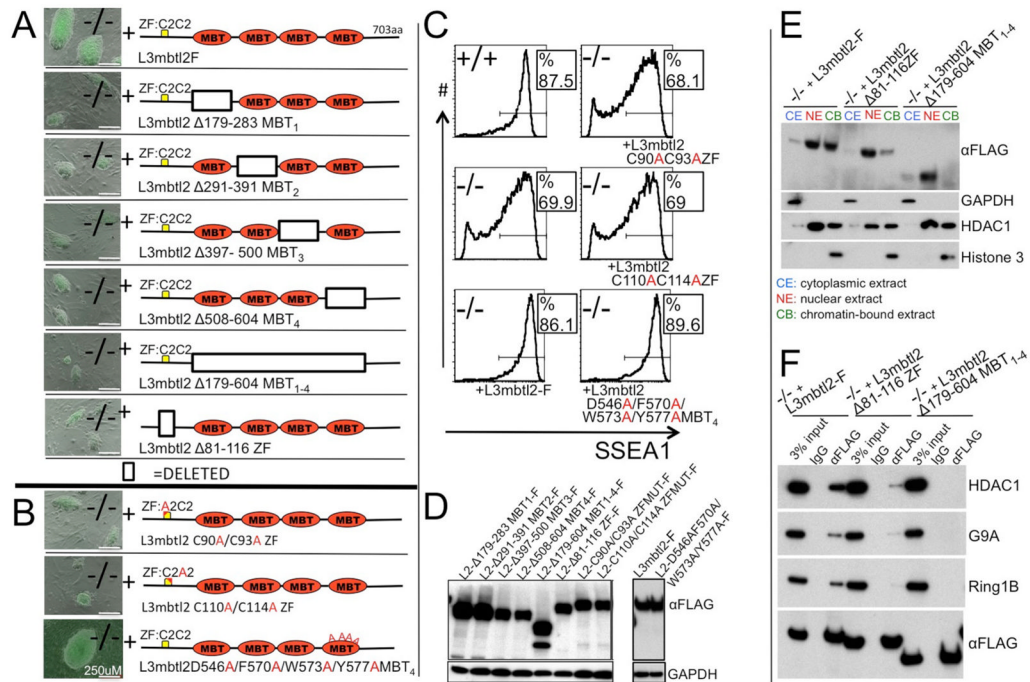 A
-/- + ZF:C2C2 MBT MBT MBT MBT 703aa
L3mbtl2F
-/- + ZF:C2C2 MBT MBT MBT
L3mbtl2 Δ179-283 MBT1
-/- + ZF:C2C2 MBT MBT MBT
L3mbtl2 Δ291-391 MBT2
-/- + ZF:C2C2 MBT MBT MBT
L3mbtl2 Δ397- 500 MBT3
-/- + ZF:C2C2 MBT MBT MBT
L3mbtl2 Δ508-604 MBT4
-/- + ZF:C2C2
L3mbtl2 Δ179-604 MBT1-4
-/- + MBT MBT MBT MBT
L3mbtl2 Δ81-116 ZF
=DELETED
B
-/- + ZF:A2C2 MBT MBT MBT MBT
L3mbtl2 C90A/C93A ZF
-/- + ZF:C2A2 MBT MBT MBT MBT
L3mbtl2 C110A/C114A ZF
-/- + ZF:C2C2 MBT MBT MBT MBT AAAA
250uM
L3mbtl2D546A/F570A/W573A/Y577AMBT4
C
#
+/+ % 87.5
-/- % 68.1
+L3mbtl2
C90AC93AZF
-/- % 69.9
-/- % 69
+L3mbtl2
C110AC114AZF
-/- % 86.1
+L3mbtl2-F
-/- % 89.6
+L3mbtl2
D546A/F570A/
W573A/Y577AMBT4
SSEA1
D
L2-Δ179-283 MBT1-F
L2-Δ291-391 MBT2-F
L2-Δ397-500 MBT3-F
L2-Δ508-604 MBT4-F
L2-Δ179-604 MBT1-4-F
L2-Δ81-116 ZF-F
L2-C90A/C93A ZFMUT-F
L2-C110A/C114A ZFMUT-F
L3mbtl2-F
L2-D546AF570A/
W573A/Y577A-F
αFLAG
GAPDH
E
-/- + L3mbtl2-F
-/- + L3mbtl2
Δ81-116ZF
-/- + L3mbtl2
Δ179-604 MBT1-4
CE NE CB CE NE CB CE NE CB
αFLAG
GAPDH
HDAC1
Histone 3
CE: cytoplasmic extract
NE: nuclear extract
CB: chromatin-bound extract
F
-/- +
L3mbtl2-F
-/- + L3mbtl2
Δ81-116 ZF
-/- + L3mbtl2
Δ179-604 MBT1-4
3% input IgG αFLAG 3% input IgG αFLAG 3% input IgG αFLAG
HDAC1
G9A
Ring1B
αFLAG